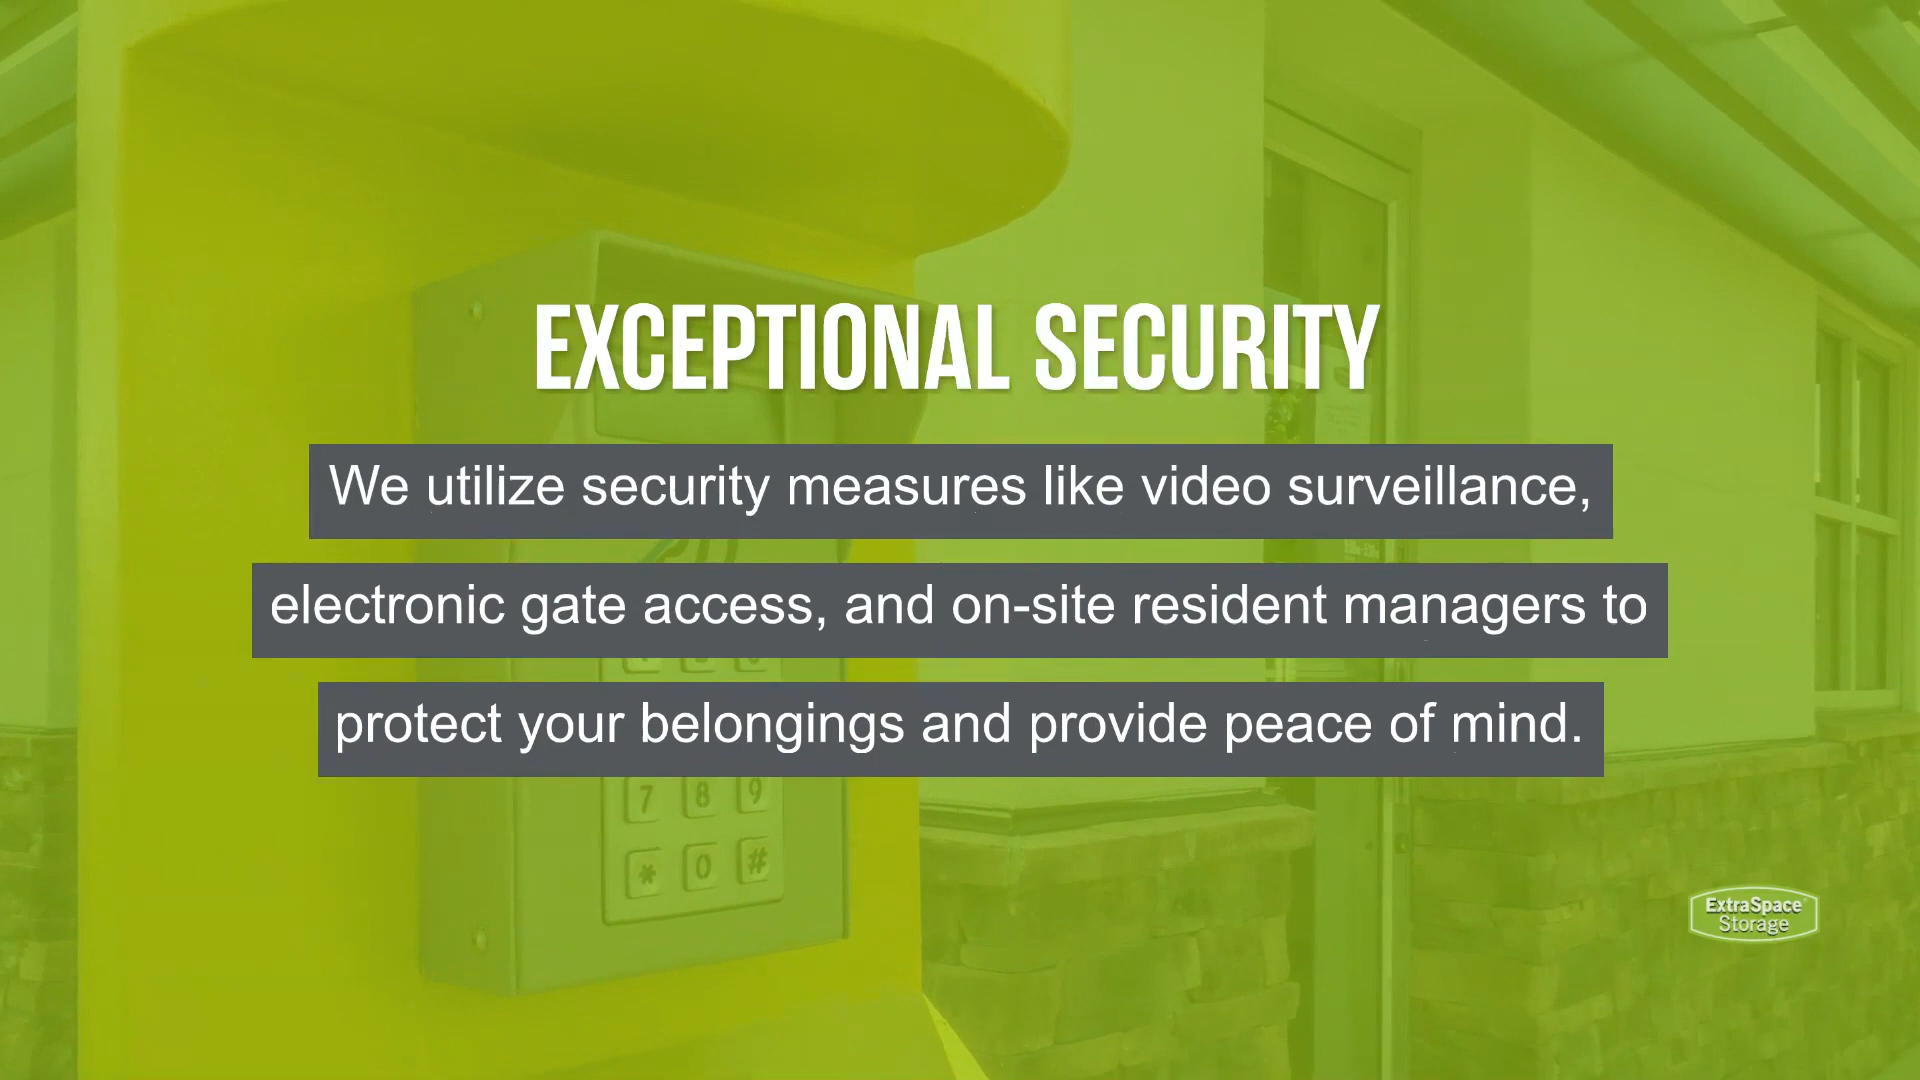 EXCEPTIONAL SECURITY
We utilize security measures like video surveillance,
electronic gate access, and on-site resident managers to
protect your belongings and provide peace of mind.
7 8 9
* 0 #
ExtraSpace
Storage